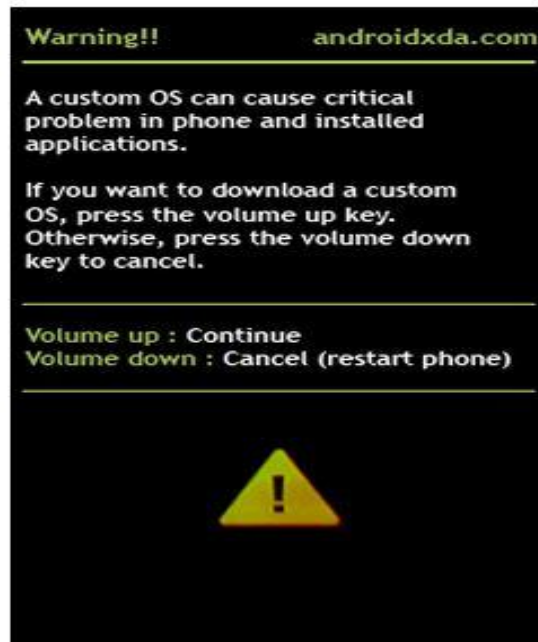 Warning!! androidxda.com
A custom OS can cause critical
problem in phone and installed
applications.
If you want to download a custom
OS, press the volume up key.
Otherwise, press the volume down
key to cancel.
Volume up : Continue
Volume down : Cancel (restart phone)
!